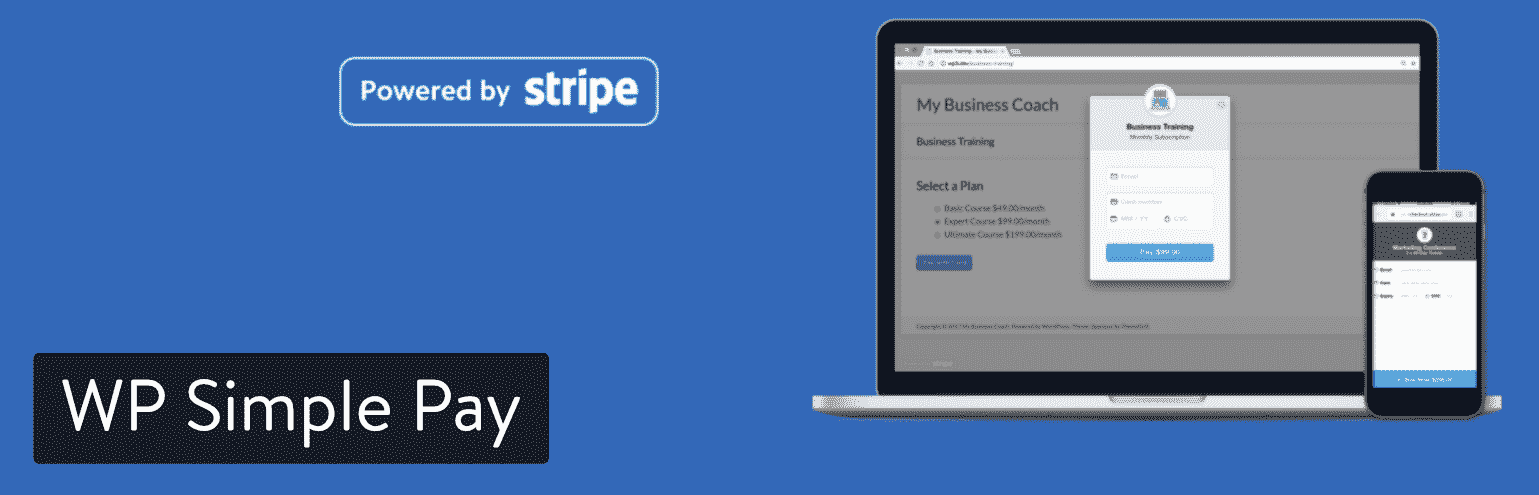 Powered by stripe
WP Simple Pay
My Business Coach
Business Training
Select a Plan
Basic Course $49.00/month
Expert Course $99.00/month
Ultimate Course $199.00/month
Business Training
Monthly Subscription
Email
Card number
MM / YY CVC
Pay $99.00